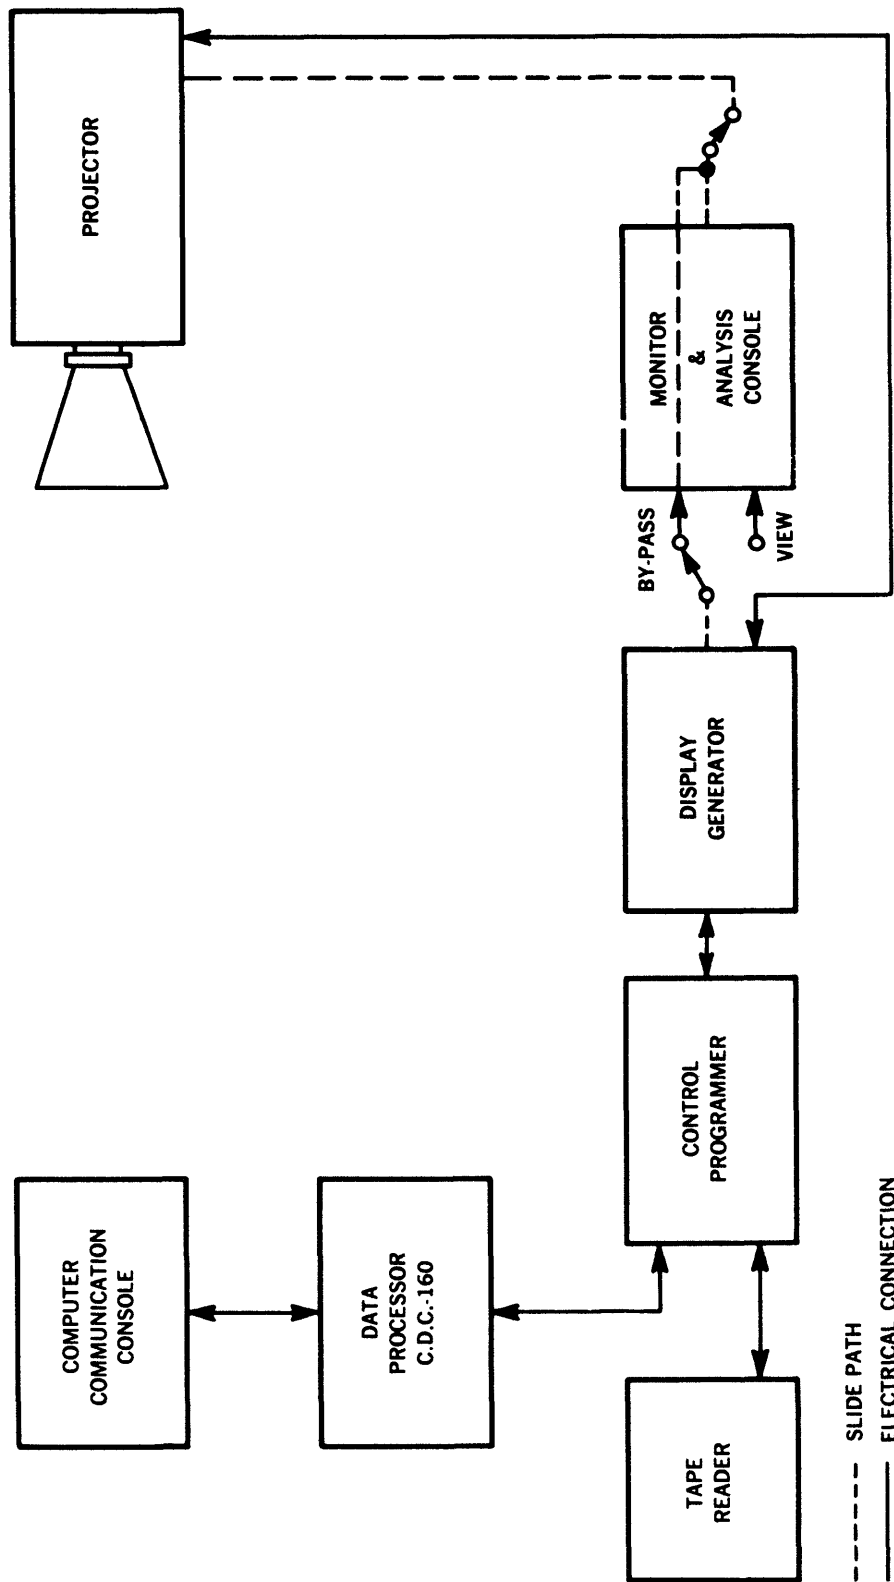 COMPUTER
COMMUNICATION
CONSOLE
DATA
PROCESSOR
C.D.C.-160
TAPE
READER
CONTROL
PROGRAMMER
DISPLAY
GENERATOR
BY-PASS
VIEW
MONITOR
&
ANALYSIS
CONSOLE
PROJECTOR
SLIDE PATH
ELECTRICAL CONNECTION